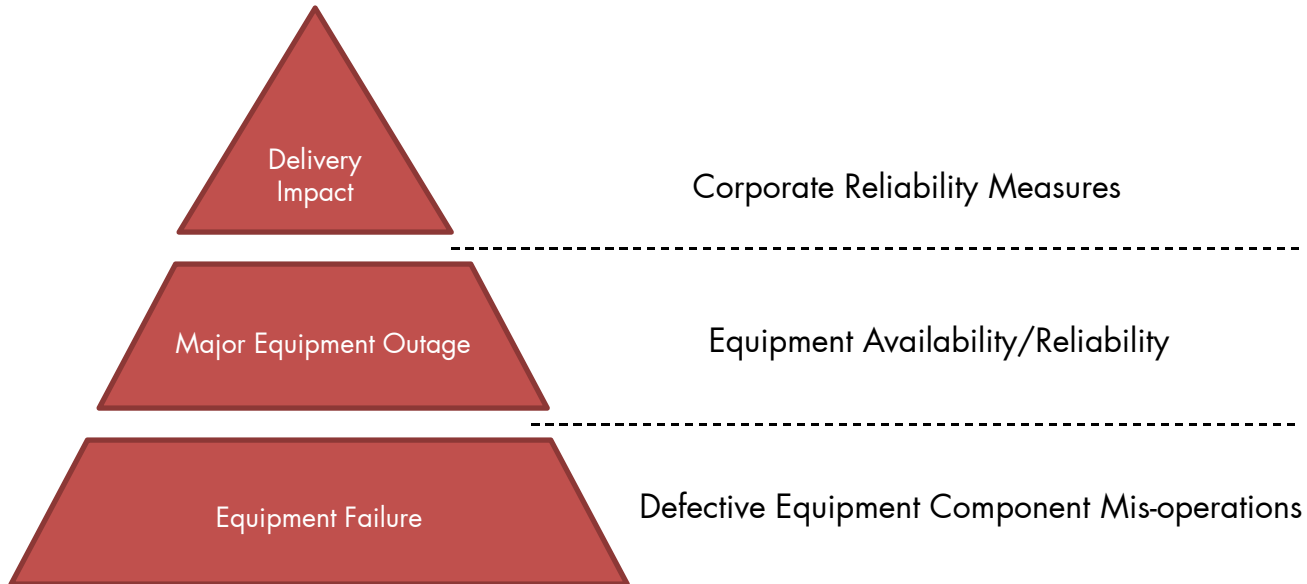 Delivery
Impact
Corporate Reliability Measures
Major Equipment Outage
Equipment Availability/Reliability
Equipment Failure
Defective Equipment Component Mis-operations